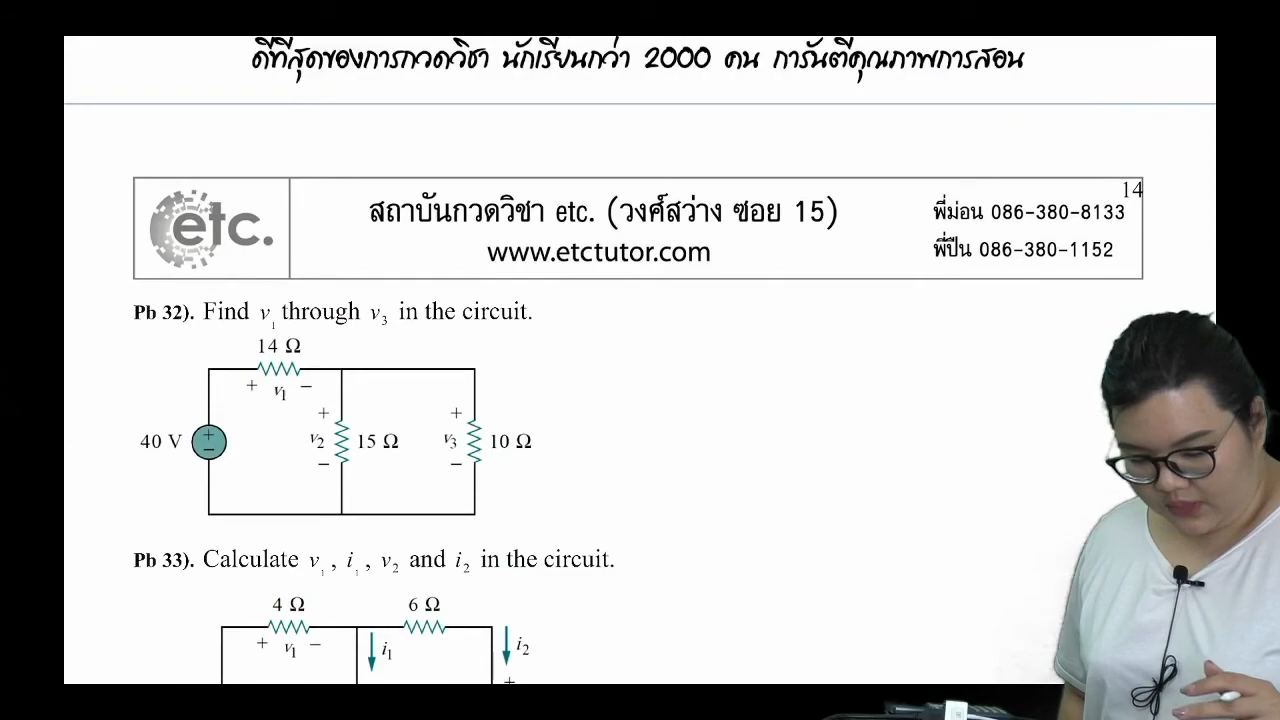 ดีที่สุดของการกวดวิชา นักเรียนกว่า 2000 คน การันตีคุณภาพการสอน
14
etc.
สถาบันกวดวิชา etc. (วงศ์สว่าง ซอย 15)
www.etctutor.com
พี่ม่อน 086-380-8133
พี่ปืน 086-380-1152
Pb 32). Find v₁ through v₃ in the circuit.
14 Ω
+ v₁ −
40 V
+ −
+ v₂ −
15 Ω
+ v₃ −
10 Ω
Pb 33). Calculate v₁ , i₁ , v₂ and i₂ in the circuit.
4 Ω
6 Ω
+ v₁ −
i₁
i₂
+